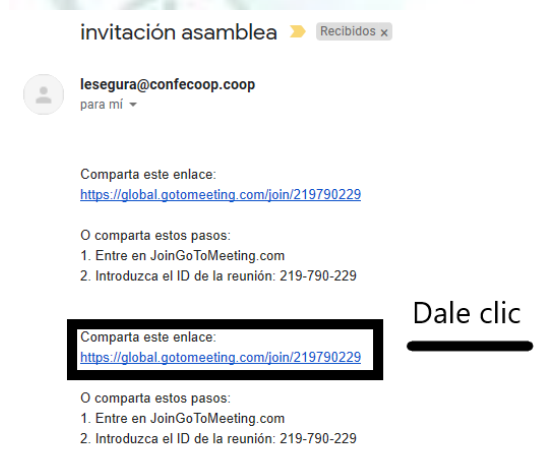 invitación asamblea Recibidos x
lesegura@confecoop.coop
para mí
Comparta este enlace:
https://global.gotomeeting.com/join/219790229
O comparta estos pasos:
1. Entre en JoinGoToMeeting.com
2. Introduzca el ID de la reunión: 219-790-229
Dale clic
Comparta este enlace:
https://global.gotomeeting.com/join/219790229
O comparta estos pasos:
1. Entre en JoinGoToMeeting.com
2. Introduzca el ID de la reunión: 219-790-229